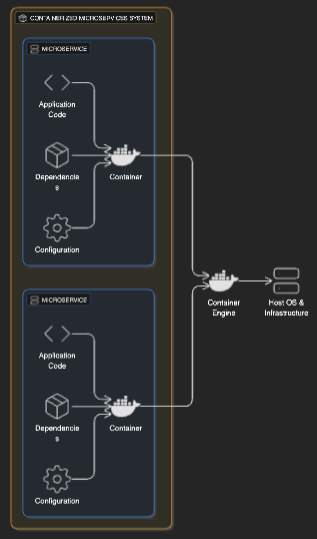 CONTAINERIZED MICROSERVICES SYSTEM
MICROSERVICE
Application
Code
Dependencie
s
Container
Configuration
Container
Engine
Host OS &
Infrastructure
MICROSERVICE
Application
Code
Dependencie
s
Container
Configuration